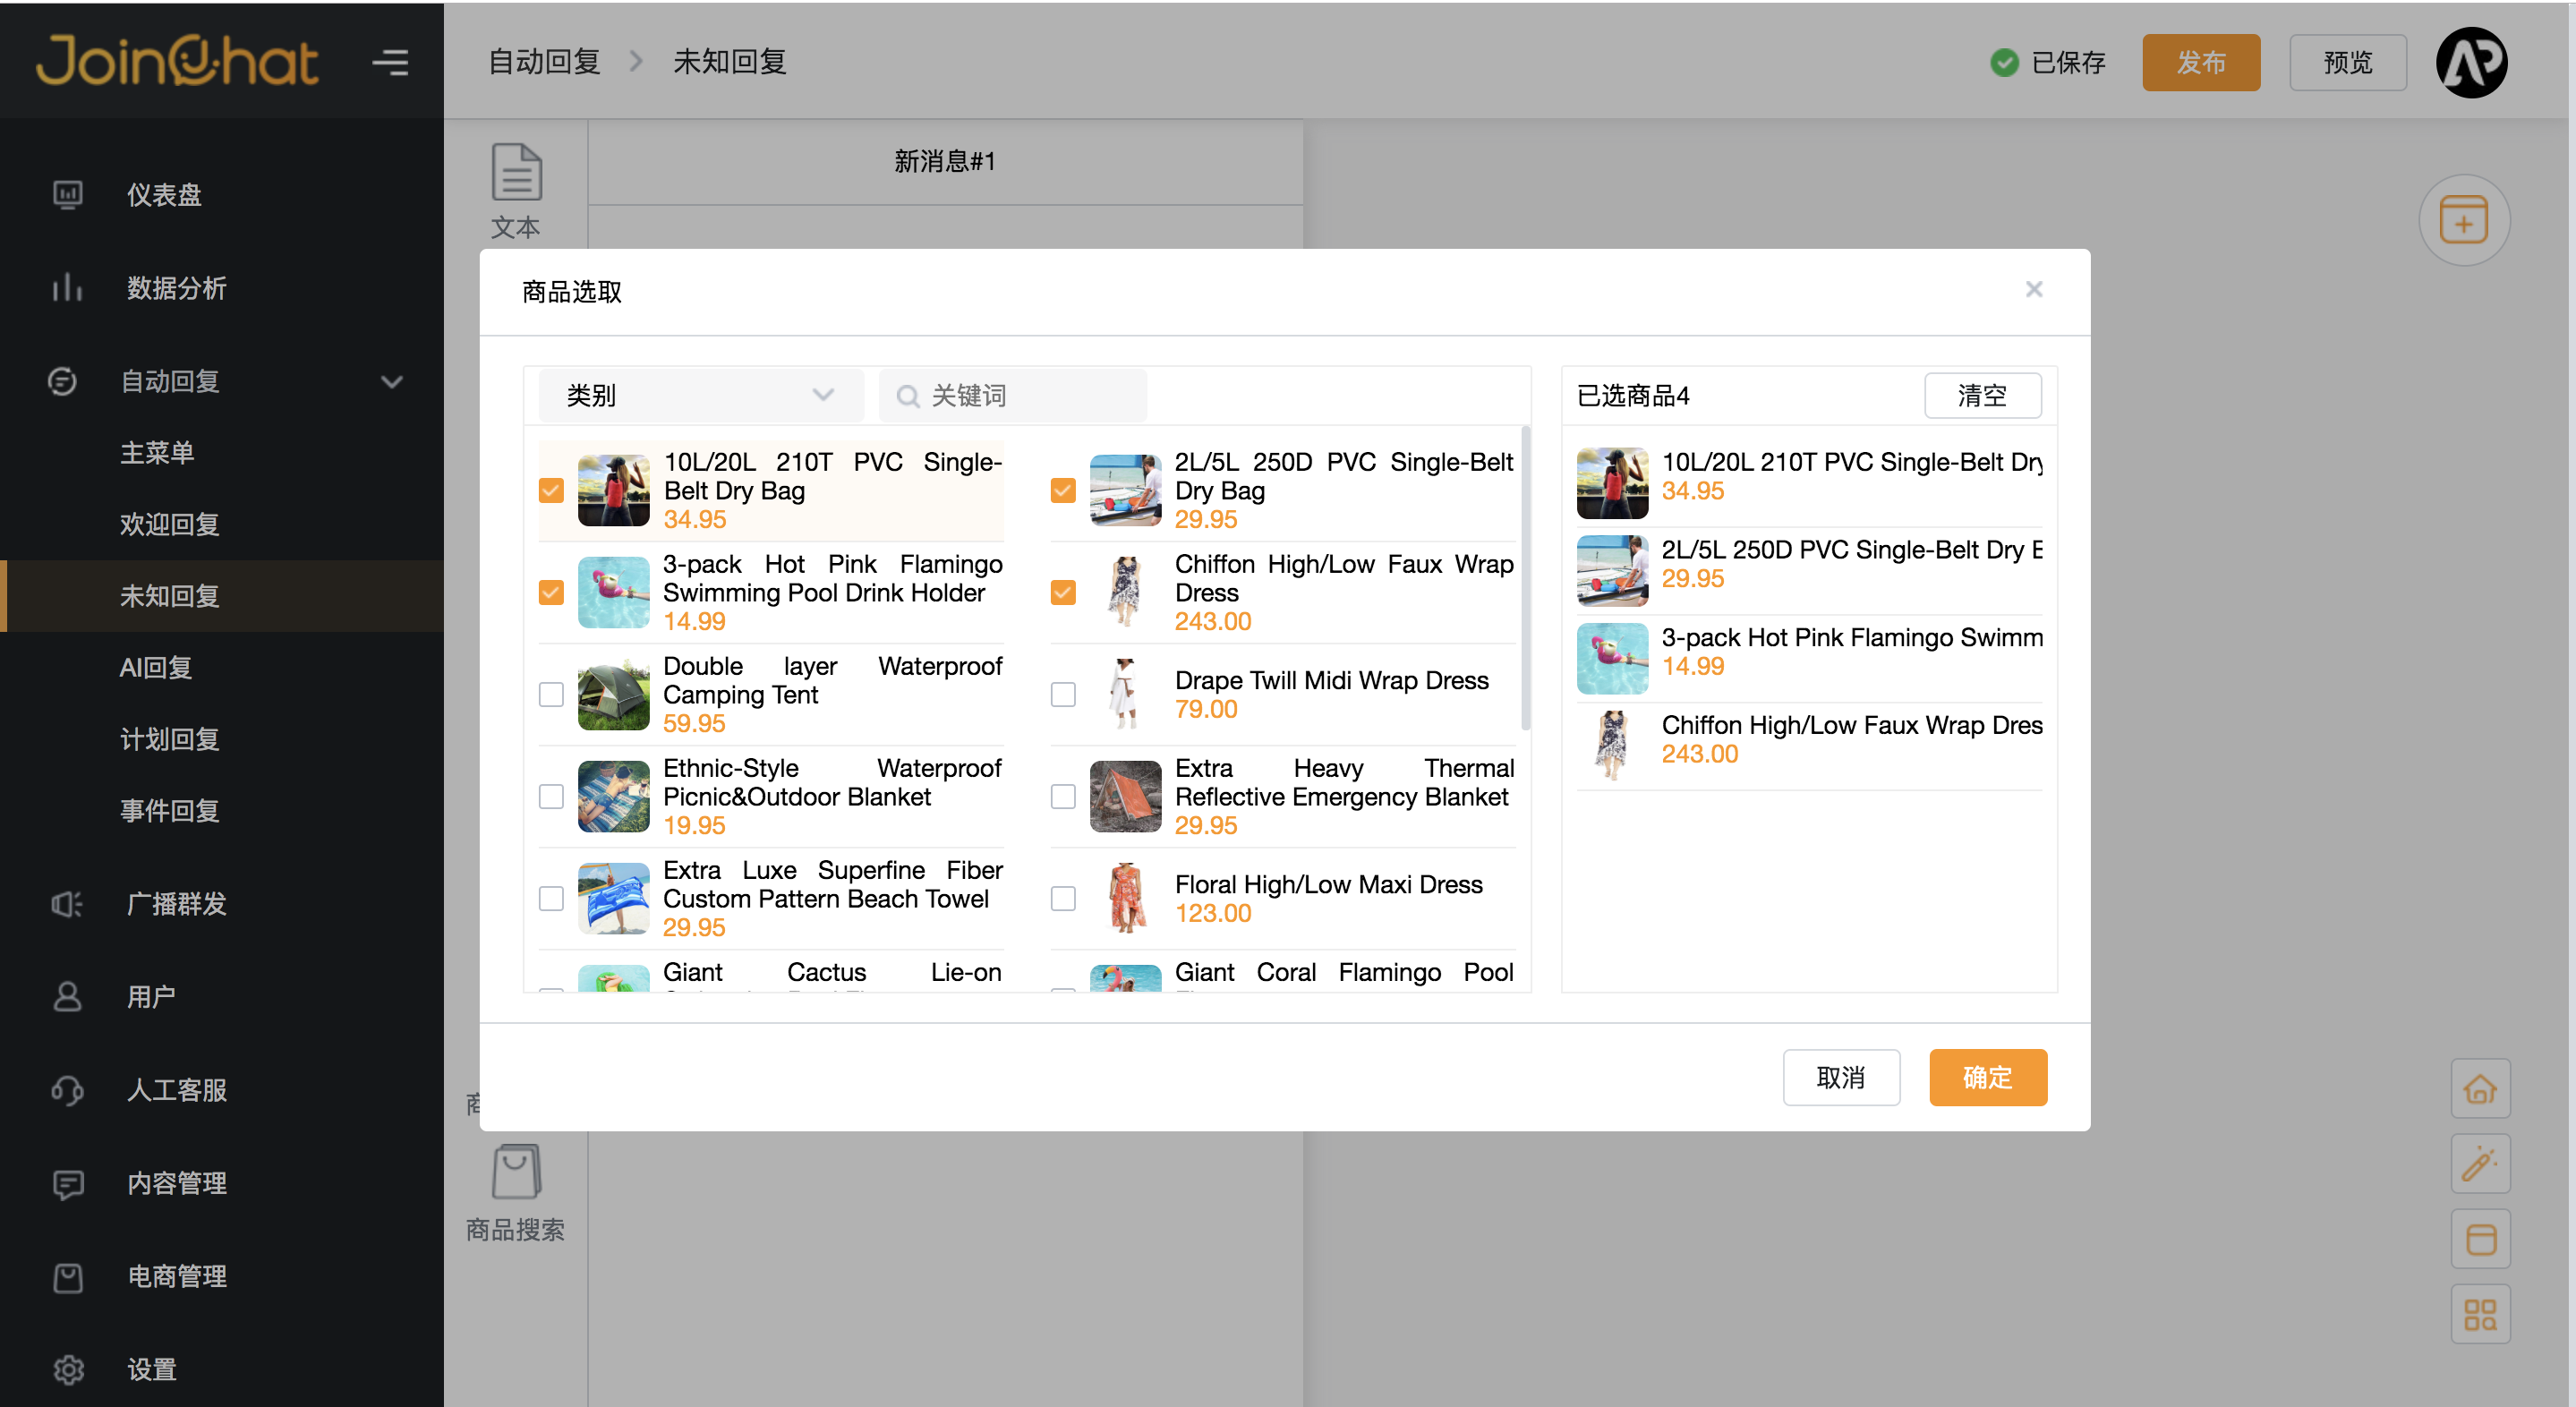 JoinChat
自动回复
未知回复
已保存
发布
预览
仪表盘
数据分析
自动回复
主菜单
欢迎回复
未知回复
AI回复
计划回复
事件回复
广播群发
用户
人工客服
内容管理
电商管理
设置
文本
新消息#1
商品搜索
商品选取
类别
关键词
10L/20L 210T PVC Single-
Belt Dry Bag
34.95
2L/5L 250D PVC Single-Belt
Dry Bag
29.95
3-pack Hot Pink Flamingo
Swimming Pool Drink Holder
14.99
Chiffon High/Low Faux Wrap
Dress
243.00
Double layer Waterproof
Camping Tent
59.95
Drape Twill Midi Wrap Dress
79.00
Ethnic-Style Waterproof
Picnic&Outdoor Blanket
19.95
Extra Heavy Thermal
Reflective Emergency Blanket
29.95
Extra Luxe Superfine Fiber
Custom Pattern Beach Towel
29.95
Floral High/Low Maxi Dress
123.00
Giant Cactus Lie-on
Giant Coral Flamingo Pool
已选商品4
清空
10L/20L 210T PVC Single-Belt Dry
34.95
2L/5L 250D PVC Single-Belt Dry
29.95
3-pack Hot Pink Flamingo Swimm
14.99
Chiffon High/Low Faux Wrap Dres
243.00
取消
确定